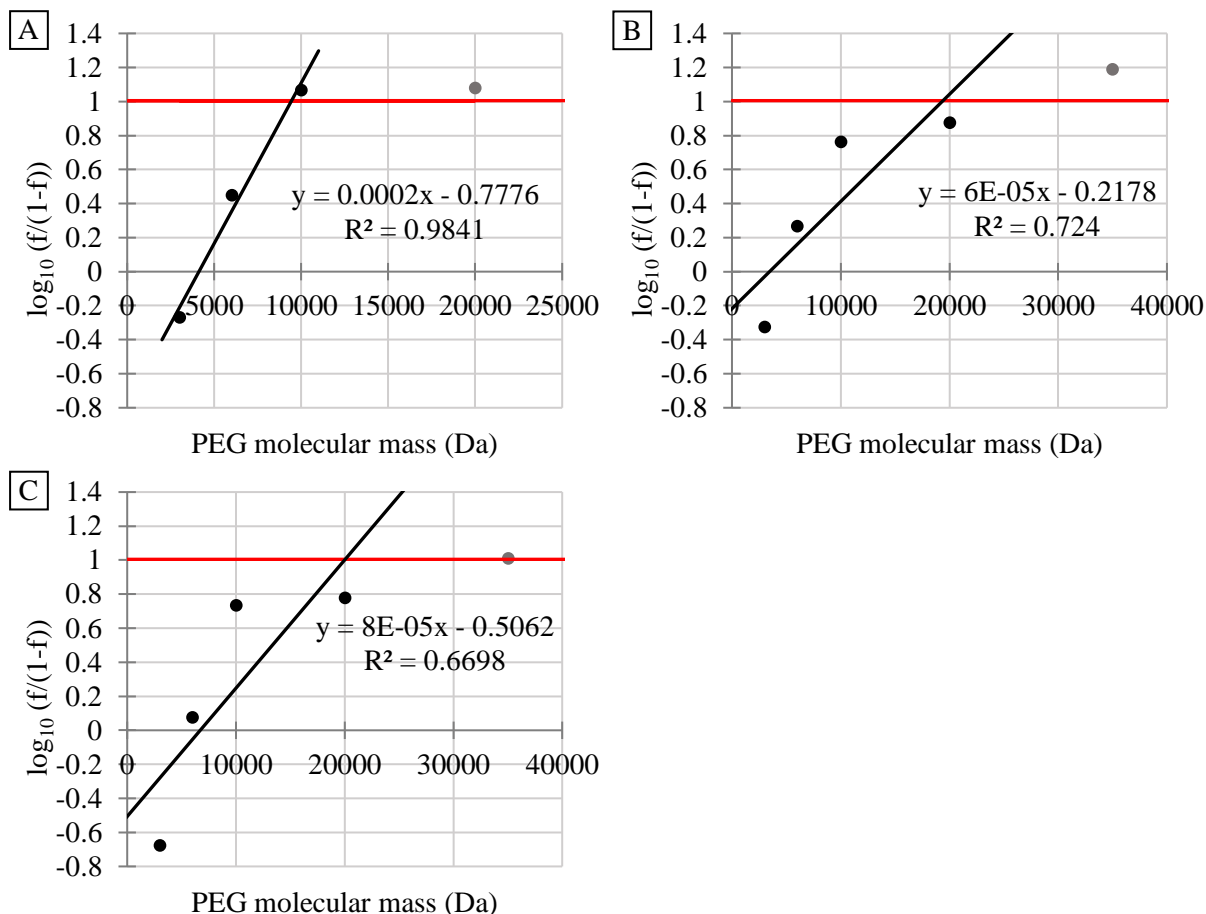 A
1.4
1.2
1
0.8
0.6
0.4
0.2
0
-0.2
-0.4
-0.6
-0.8
log10 (f/(1-f))
y = 0.0002x - 0.7776
R² = 0.9841
0 5000 10000 15000 20000 25000
PEG molecular mass (Da)
B
1.4
1.2
1
0.8
0.6
0.4
0.2
0
-0.2
-0.4
-0.6
-0.8
log10 (f/(1-f))
y = 6E-05x - 0.2178
R² = 0.724
0 10000 20000 30000 40000
PEG molecular mass (Da)
C
1.4
1.2
1
0.8
0.6
0.4
0.2
0
-0.2
-0.4
-0.6
-0.8
log10 (f/(1-f))
y = 8E-05x - 0.5062
R² = 0.6698
0 10000 20000 30000 40000
PEG molecular mass (Da)